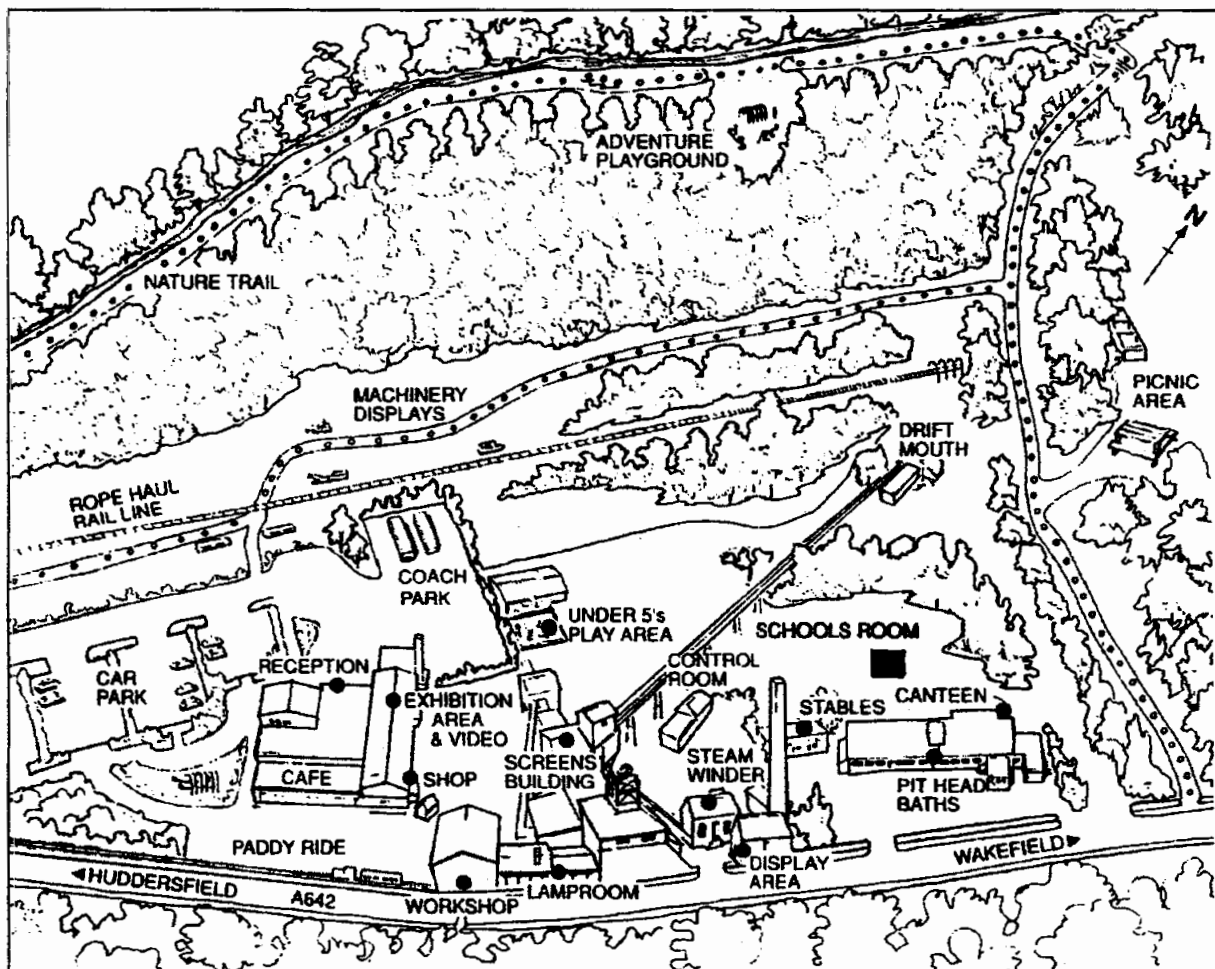 ADVENTURE
PLAYGROUND
N
NATURE TRAIL
MACHINERY
DISPLAYS
PICNIC
AREA
DRIFT
MOUTH
ROPE HAUL
RAIL LINE
COACH
PARK
UNDER 5's
PLAY AREA
SCHOOLS ROOM
RECEPTION
CONTROL
ROOM
CAR
PARK
EXHIBITION
AREA
& VIDEO
STABLES
CANTEEN
SCREENS
BUILDING
STEAM
WINDER
CAFE
SHOP
PIT HEAD
BATHS
PADDY RIDE
WAKEFIELD
DISPLAY
AREA
HUDDERSFIELD
A642
WORKSHOP
LAMPROOM